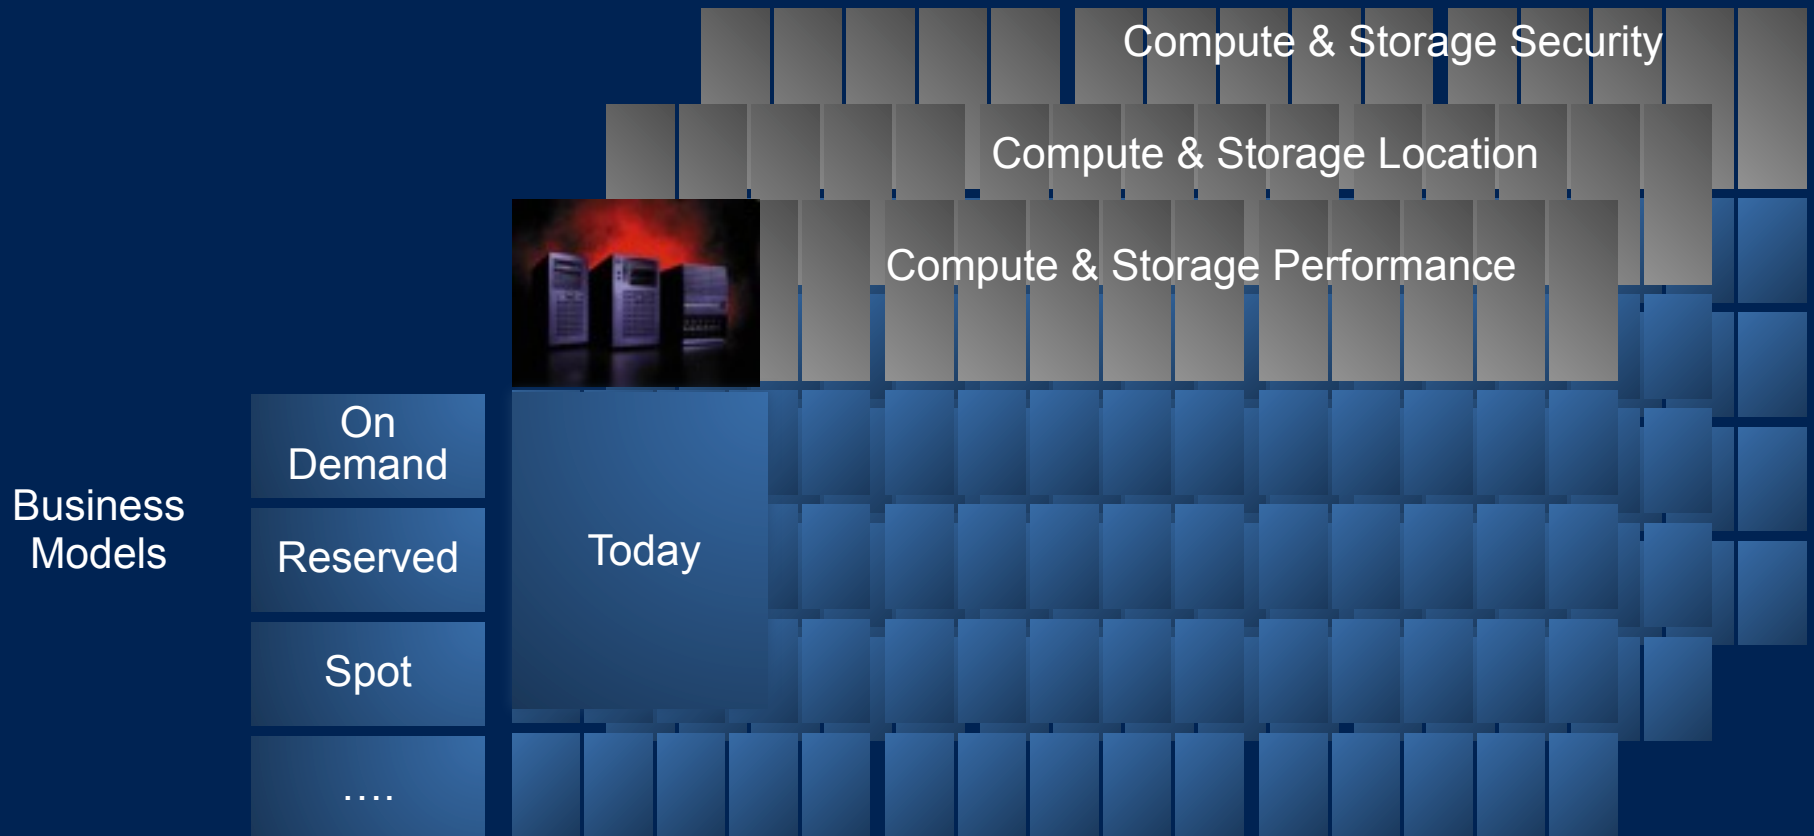 Compute & Storage Security
Compute & Storage Location
Compute & Storage Performance
On
Demand
Business
Models
Reserved
Today
Spot
....